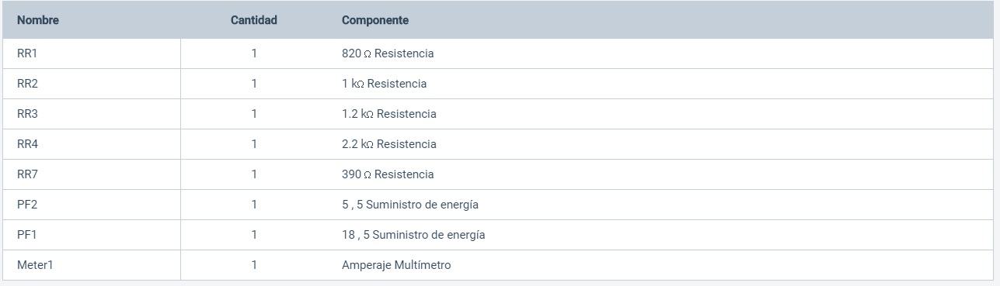 Nombre Cantidad Componente
RR1 1 820 Ω Resistencia
RR2 1 1 kΩ Resistencia
RR3 1 1.2 kΩ Resistencia
RR4 1 2.2 kΩ Resistencia
RR7 1 390 Ω Resistencia
PF2 1 5 , 5 Suministro de energía
PF1 1 18 , 5 Suministro de energía
Meter1 1 Amperaje Multímetro